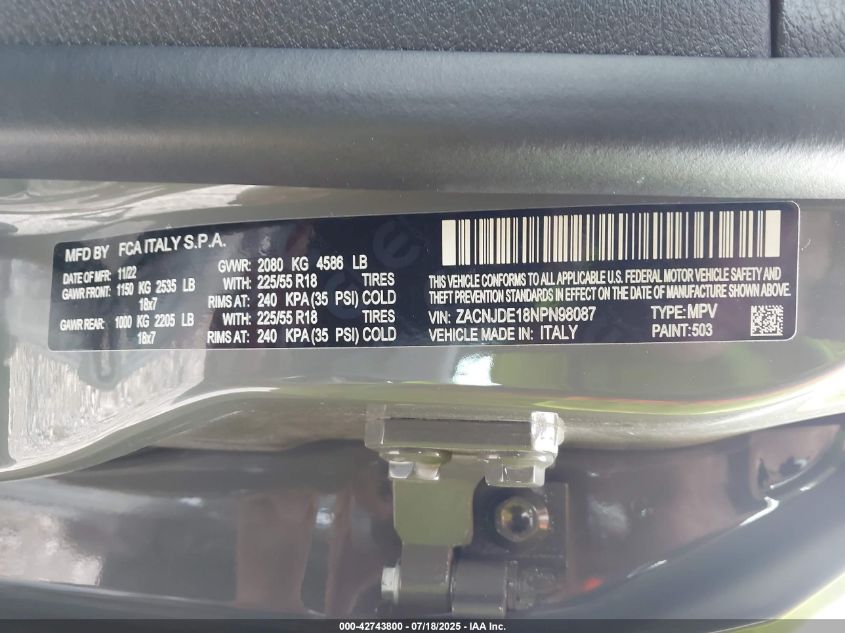 MFD BY FCA ITALY S.P.A.
DATE OF MFR 11/22 GVWR: 2080 KG 4586 LB
GAWR FRONT: 1150 KG 2535 LB WITH: 225/55 R18 TIRES
18x7 RIMS AT: 240 KPA(35 PSI) COLD
GAWR REAR: 1000 KG 2205 LB WITH: 225/55 R18 TIRES
18x7 RIMS AT: 240 KPA(35 PSI) COLD
THIS VEHICLE CONFORMS TO ALL APPLICABLE U.S. FEDERAL MOTOR VEHICLE SAFETY AND
THEFT PREVENTION STANDARDS IN EFFECT ON THE DATE OF MANUFACTURE SHOWN ABOVE.
VIN: ZACNJDE18NPN98087 TYPE: MPV
VEHICLE MADE IN: ITALY PAINT: 503
000-42743800 - 07/18/2025 - IAA Inc.